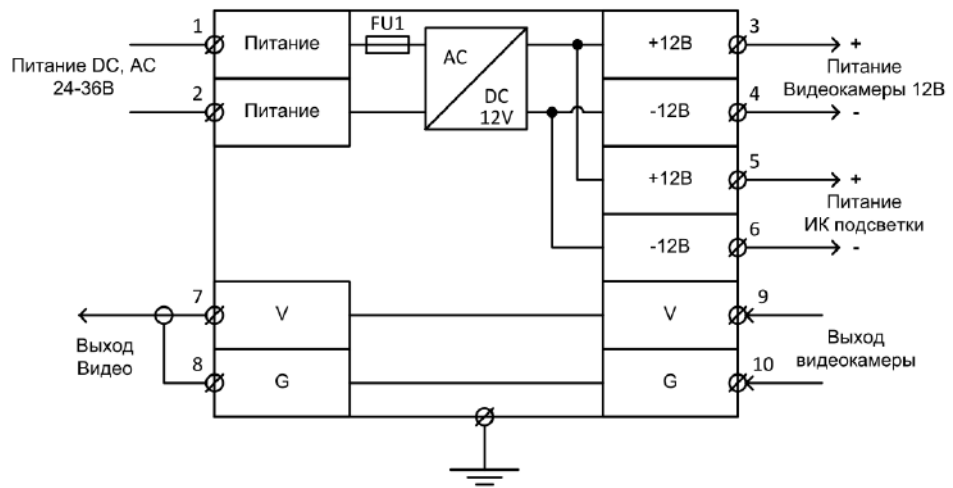 1
Питание
FU1
AC
DC
12V
+12В
3
+
Питание DC, AC
24-36В
Питание
Видеокамеры 12В
2
Питание
-12В
4
-
+12В
5
+
Питание
ИК подсветки
-12В
6
-
7
V
V
9
Выход
Видео
Выход
видеокамеры
8
G
G
10